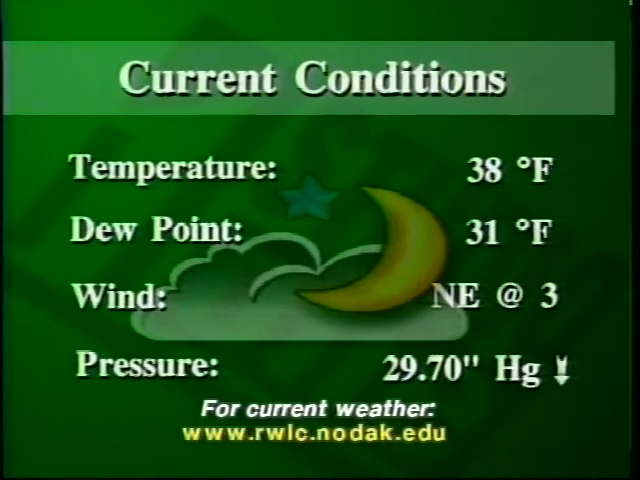 Current Conditions
Temperature: 38 °F
Dew Point: 31 °F
Wind: NE @ 3
Pressure: 29.70" Hg ↓
For current weather:
www.rwic.nodak.edu